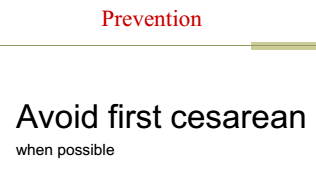 Prevention
Avoid first cesarean
when possible